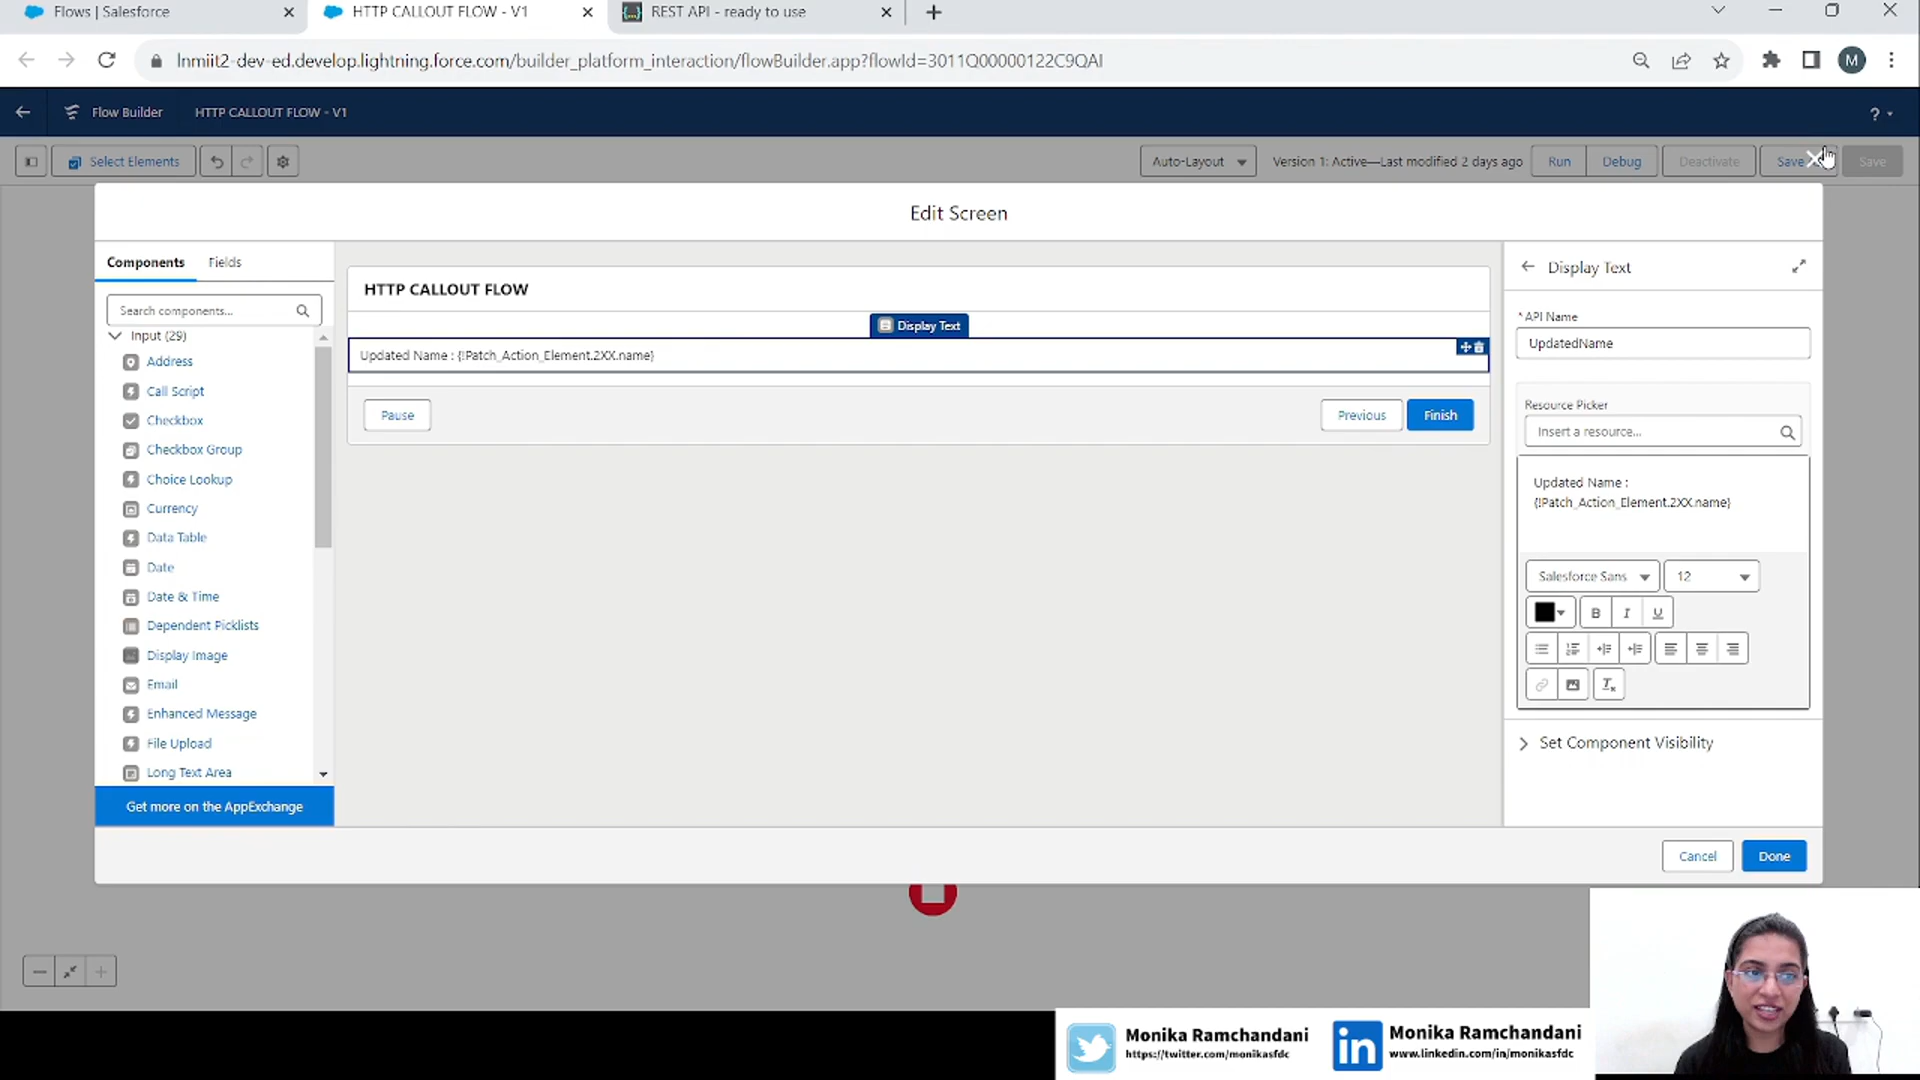 Flows | Salesforce
HTTP CALLOUT FLOW - V1
REST API - ready to use
lnmiit2-dev-ed.develop.lightning.force.com/builder_platform_interaction/flowBuilder.app?flowId=3011Q00000122C9QAI
M
Flow Builder
HTTP CALLOUT FLOW - V1
?
Select Elements
Auto-Layout
Version 1: Active—Last modified 2 days ago
Run
Debug
Deactivate
Save
Save
Edit Screen
Components
Fields
Search components...
Input (29)
Address
Call Script
Checkbox
Checkbox Group
Choice Lookup
Currency
Data Table
Date
Date & Time
Dependent Picklists
Display Image
Email
Enhanced Message
File Upload
Long Text Area
Get more on the AppExchange
HTTP CALLOUT FLOW
Display Text
Updated Name : {!Patch_Action_Element.2XX.name}
Pause
Previous
Finish
Display Text
* API Name
UpdatedName
Resource Picker
Insert a resource...
Updated Name :
{!Patch_Action_Element.2XX.name}
Salesforce Sans
12
B
I
U
Set Component Visibility
Cancel
Done
Monika Ramchandani
https://twitter.com/monikasfdc
in
Monika Ramchandani
www.linkedin.com/in/monikasfdc